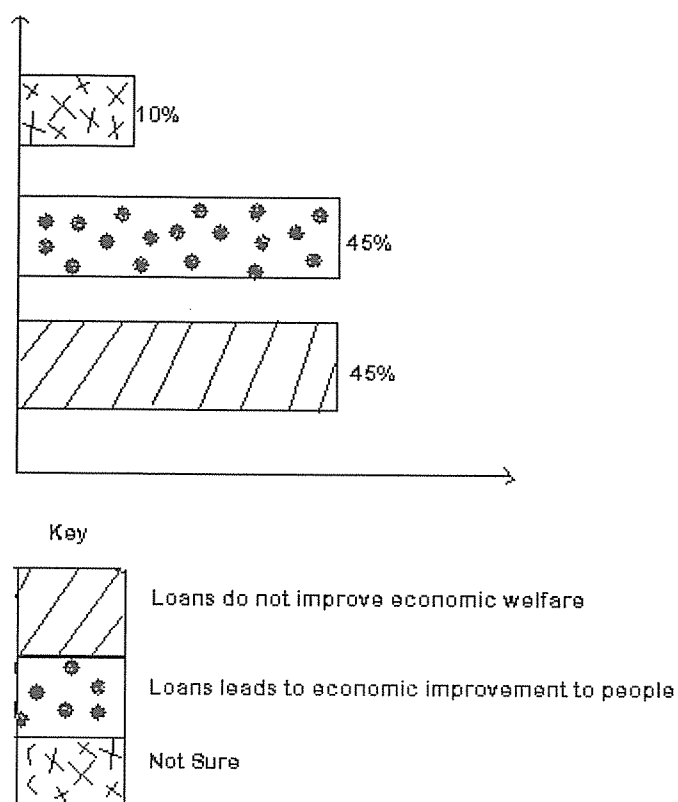 10%
45%
45%
Key
Loans do not improve economic welfare
Loans leads to economic improvement to people
Not Sure